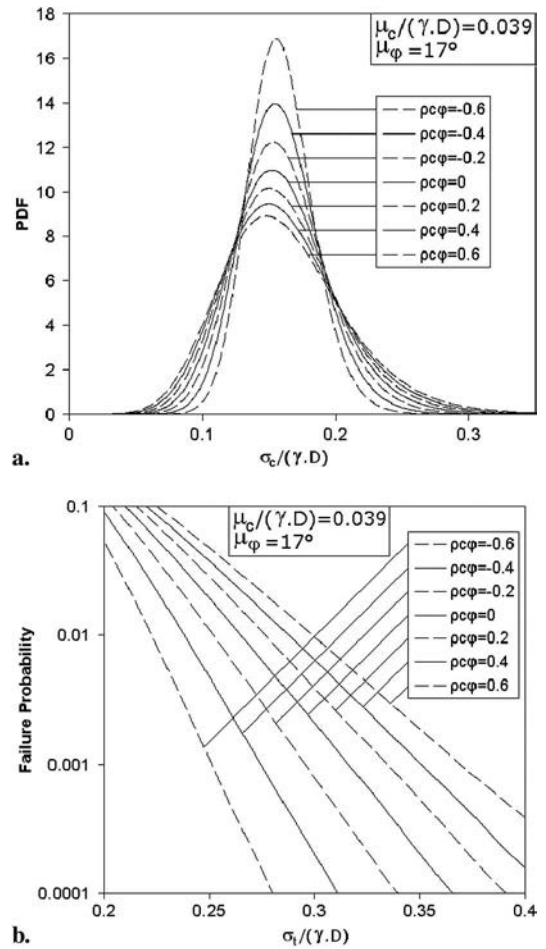 18
16
14
12
10
8
6
4
2
0
PDF
μc/(γ.D)=0.039
μφ=17°
ρcφ=-0.6
ρcφ=-0.4
ρcφ=-0.2
ρcφ=0
ρcφ=0.2
ρcφ=0.4
ρcφ=0.6
0 0.1 0.2 0.3
σc/(γ.D)
a.
0.1
0.01
0.001
0.0001
Failure Probability
μc/(γ.D)=0.039
μφ=17°
ρcφ=-0.6
ρcφ=-0.4
ρcφ=-0.2
ρcφ=0
ρcφ=0.2
ρcφ=0.4
ρcφ=0.6
0.2 0.25 0.3 0.35 0.4
σt/(γ.D)
b.